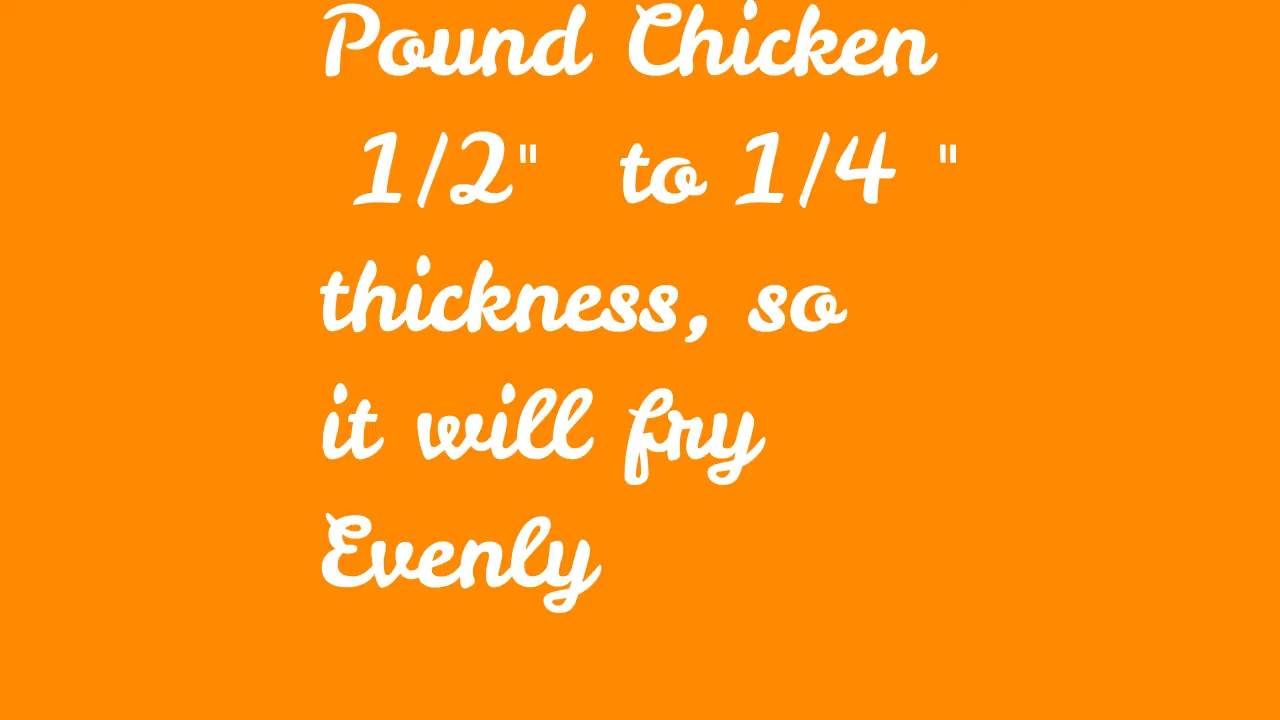 Pound Chicken
1/2" to 1/4 "
thickness, so
it will fry
Evenly